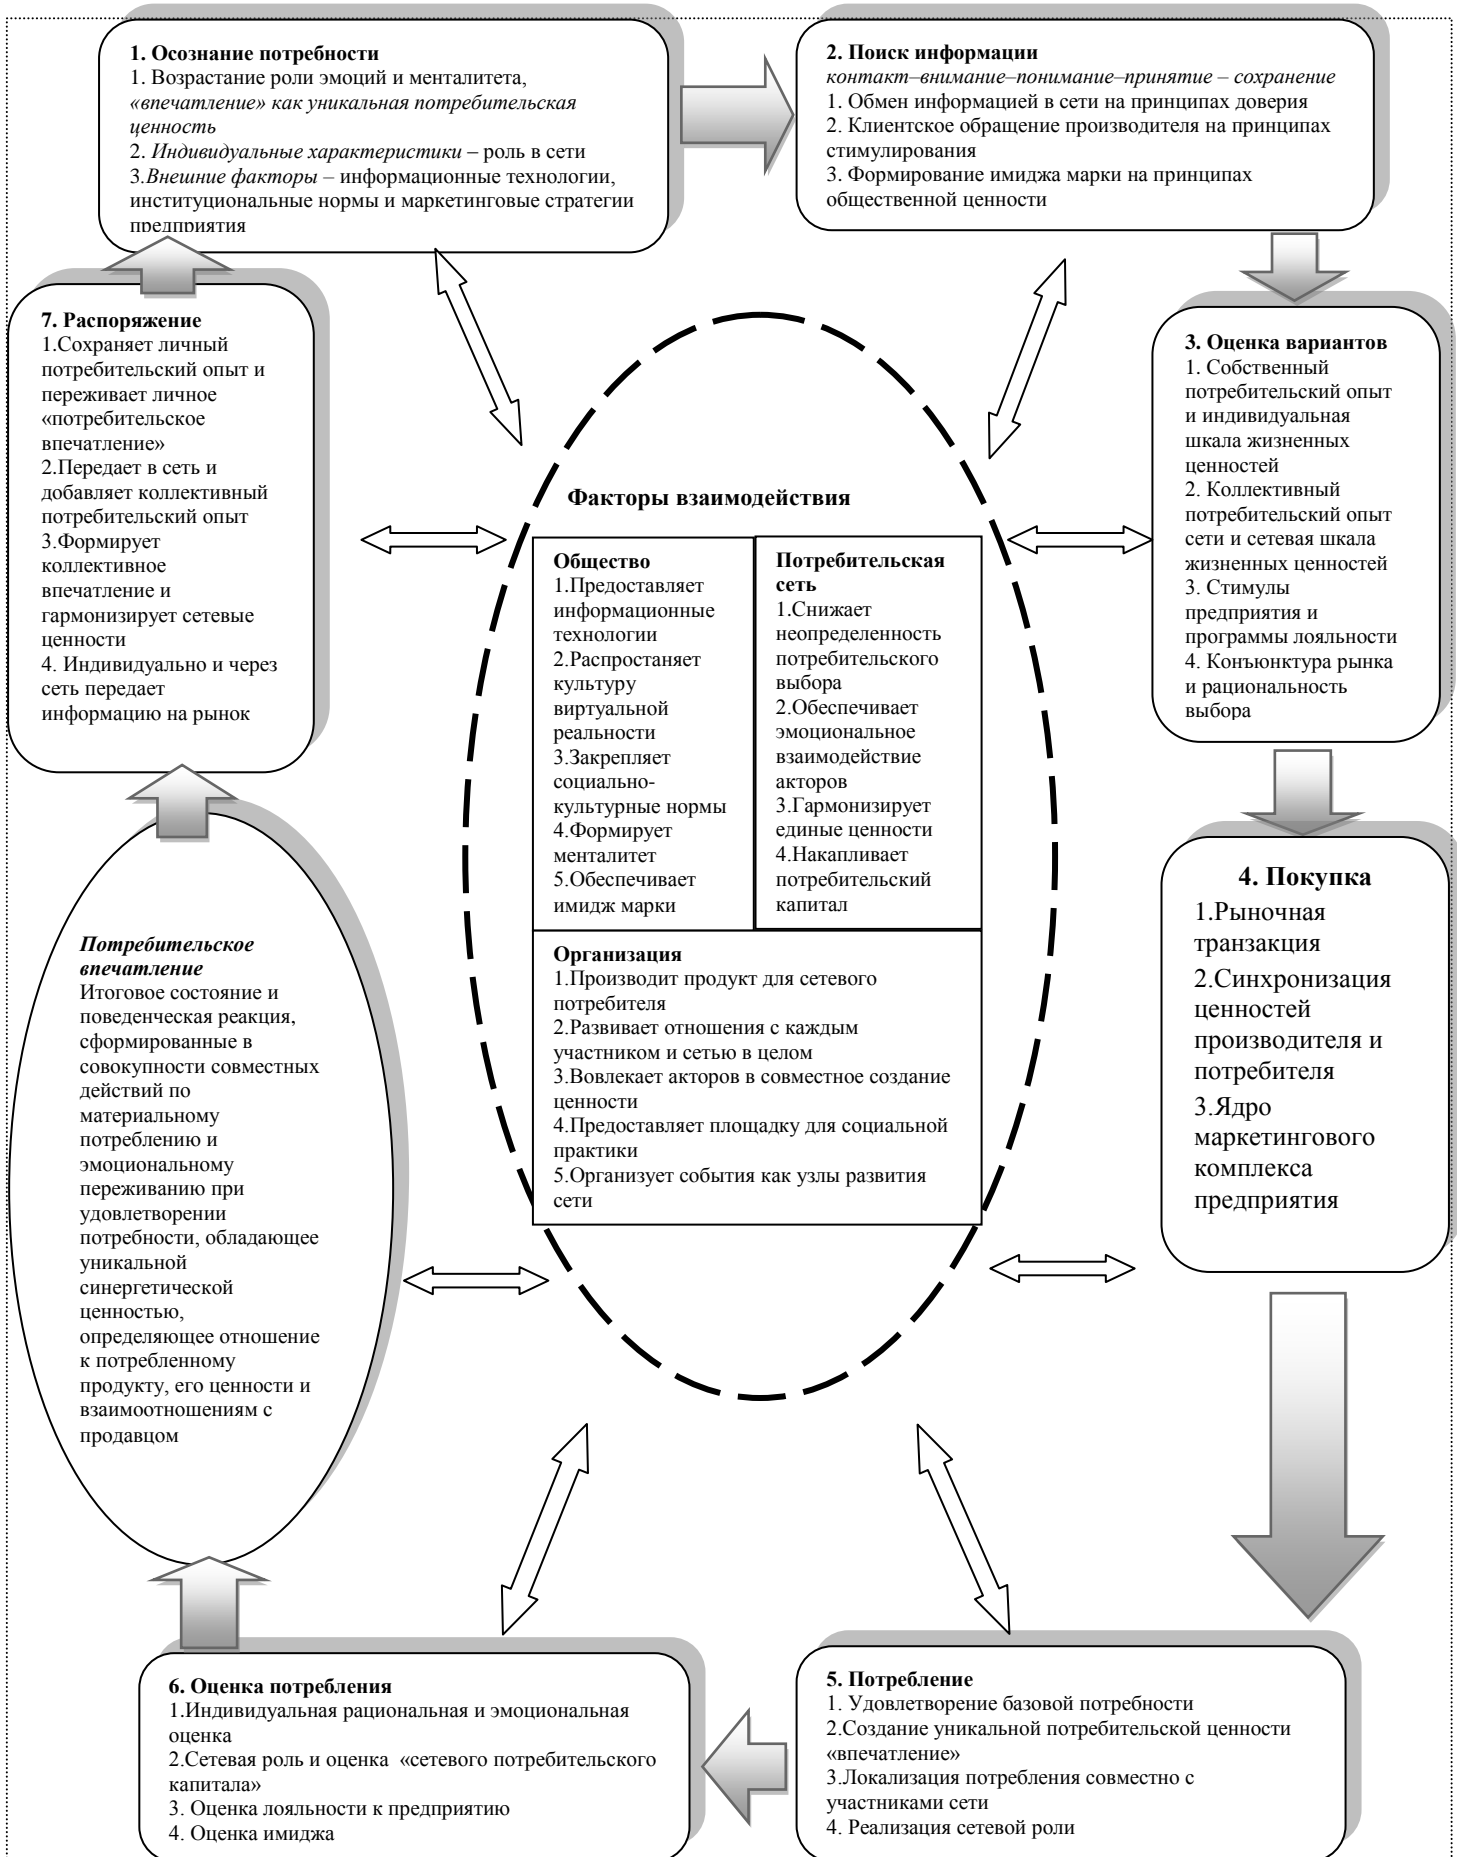 1. Осознание потребности
1. Возрастание роли эмоций и менталитета,
«впечатление» как уникальная потребительская
ценность
2. Индивидуальные характеристики – роль в сети
3.Внешние факторы – информационные технологии,
институциональные нормы и маркетинговые стратегии
предприятия
2. Поиск информации
контакт–внимание–понимание–принятие – сохранение
1. Обмен информацией в сети на принципах доверия
2. Клиентское обращение производителя на принципах
стимулирования
3. Формирование имиджа марки на принципах
общественной ценности
3. Оценка вариантов
1. Собственный
потребительский опыт
и индивидуальная
шкала жизненных
ценностей
2. Коллективный
потребительский опыт
сети и сетевая шкала
жизненных ценностей
3. Стимулы
предприятия и
программы лояльности
4. Конъюнктура рынка
и рациональность
выбора
4. Покупка
1.Рыночная
транзакция
2.Синхронизация
ценностей
производителя и
потребителя
3.Ядро
маркетингового
комплекса
предприятия
5. Потребление
1. Удовлетворение базовой потребности
2.Создание уникальной потребительской ценности
«впечатление»
3.Локализация потребления совместно с
участниками сети
4. Реализация сетевой роли
6. Оценка потребления
1.Индивидуальная рациональная и эмоциональная
оценка
2.Сетевая роль и оценка «сетевого потребительского
капитала»
3. Оценка лояльности к предприятию
4. Оценка имиджа
Потребительское
впечатление
Итоговое состояние и
поведенческая реакция,
сформированные в
совокупности совместных
действий по
материальному
потреблению и
эмоциональному
переживанию при
удовлетворении
потребности, обладающее
уникальной
синергетической
ценностью,
определяющее отношение
к потребленному
продукту, его ценности и
взаимоотношениям с
продавцом
7. Распоряжение
1.Сохраняет личный
потребительский опыт и
переживает личное
«потребительское
впечатление»
2.Передает в сеть и
добавляет коллективный
потребительский опыт
3.Формирует
коллективное
впечатление и
гармонизирует сетевые
ценности
4. Индивидуально и через
сеть передает
информацию на рынок
Факторы взаимодействия
Общество
1.Предоставляет
информационные
технологии
2.Распростаняет
культуру
виртуальной
реальности
3.Закрепляет
социально-
культурные нормы
4.Формирует
менталитет
5.Обеспечивает
имидж марки
Потребительская
сеть
1.Снижает
неопределенность
потребительского
выбора
2.Обеспечивает
эмоциональное
взаимодействие
акторов
3.Гармонизирует
единые ценности
4.Накапливает
потребительский
капитал
Организация
1.Производит продукт для сетевого
потребителя
2.Развивает отношения с каждым
участником и сетью в целом
3.Вовлекает акторов в совместное создание
ценности
4.Предоставляет площадку для социальной
практики
5.Организует события как узлы развития
сети